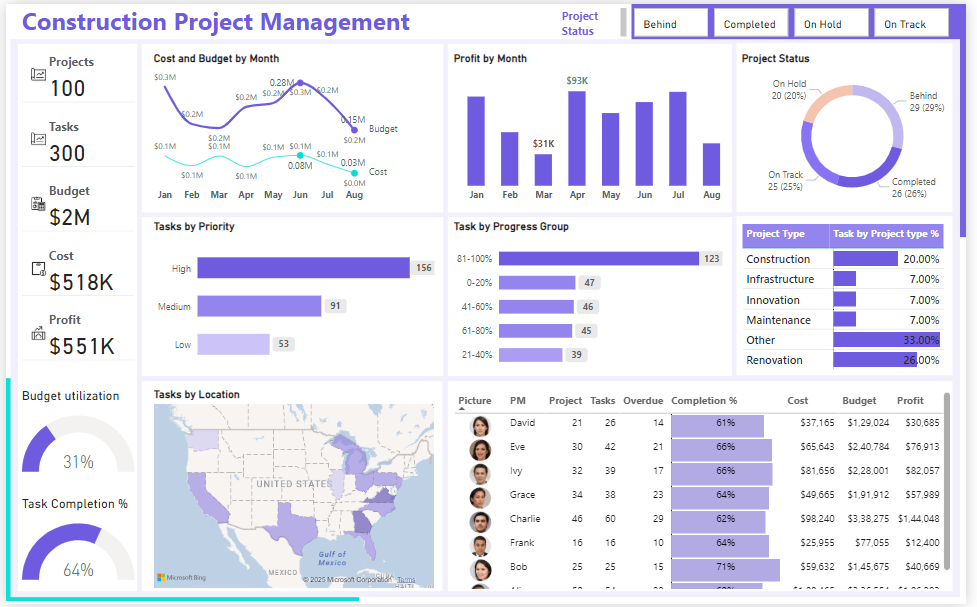 Construction Project Management
Project
Status
Behind
Completed
On Hold
On Track
Projects
100
Tasks
300
Budget
$2M
Cost
$518K
Profit
$551K
Budget utilization
31%
Task Completion %
64%
Cost and Budget by Month
$0.3M
$0.2M
$0.2M
$0.2M
$0.2M
0.28M
$0.3M
$0.2M
0.15M
$0.2M
Budget
$0.1M
$0.1M
$0.1M
$0.1M
$0.1M
$0.1M
0.08M
$0.1M
0.03M
$0.0M
Cost
Jan Feb Mar Apr May Jun Jul Aug
Profit by Month
$93K
$31K
Jan Feb Mar Apr May Jun Jul Aug
Project Status
On Hold
20 (20%)
Behind
29 (29%)
On Track
25 (25%)
Completed
26 (26%)
Tasks by Priority
High 156
Medium 91
Low 53
Task by Progress Group
81-100% 123
0-20% 47
41-60% 46
61-80% 45
21-40% 39
Project Type Task by Project type %
Construction 20.00%
Infrastructure 7.00%
Innovation 7.00%
Maintenance 7.00%
Other 33.00%
Renovation 26.00%
Tasks by Location
UNITED STATES
Gulf of
Mexico
MEXICO
Microsoft Bing
© 2025 Microsoft Corporation Terms
Picture PM Project Tasks Overdue Completion % Cost Budget Profit
David 21 26 14 61% $37,165 $1,29,024 $30,685
Eve 30 42 21 66% $65,643 $2,40,784 $76,913
Ivy 32 39 17 66% $81,656 $2,28,001 $82,057
Grace 34 38 23 64% $49,665 $1,91,912 $57,989
Charlie 46 60 29 62% $98,240 $3,38,275 $1,44,048
Frank 16 16 10 64% $25,955 $77,055 $12,400
Bob 25 25 15 71% $59,632 $1,45,675 $40,669